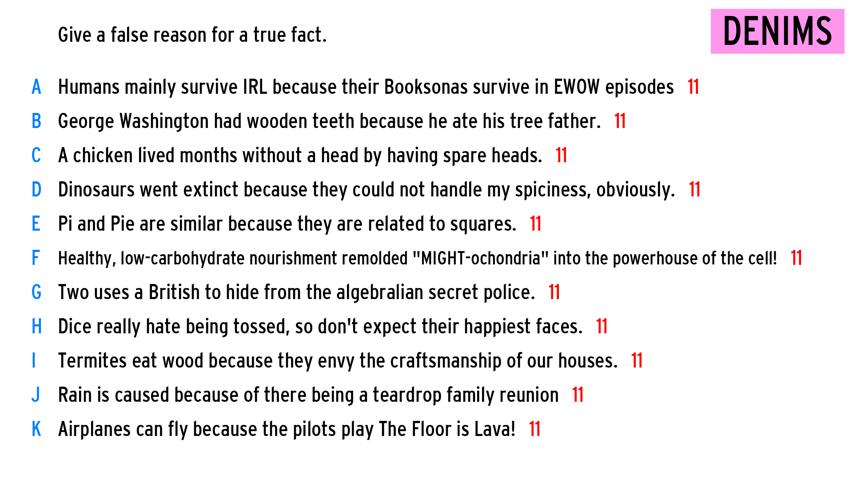 Give a false reason for a true fact.
DENIMS
A Humans mainly survive IRL because their Booksonas survive in EWOW episodes 11
B George Washington had wooden teeth because he ate his tree father. 11
C A chicken lived months without a head by having spare heads. 11
D Dinosaurs went extinct because they could not handle my spiciness, obviously. 11
E Pi and Pie are similar because they are related to squares. 11
F Healthy, low-carbohydrate nourishment remolded "MIGHT-ochondria" into the powerhouse of the cell! 11
G Two uses a British to hide from the algebralian secret police. 11
H Dice really hate being tossed, so don't expect their happiest faces. 11
I Termites eat wood because they envy the craftsmanship of our houses. 11
J Rain is caused because of there being a teardrop family reunion 11
K Airplanes can fly because the pilots play The Floor is Lava! 11